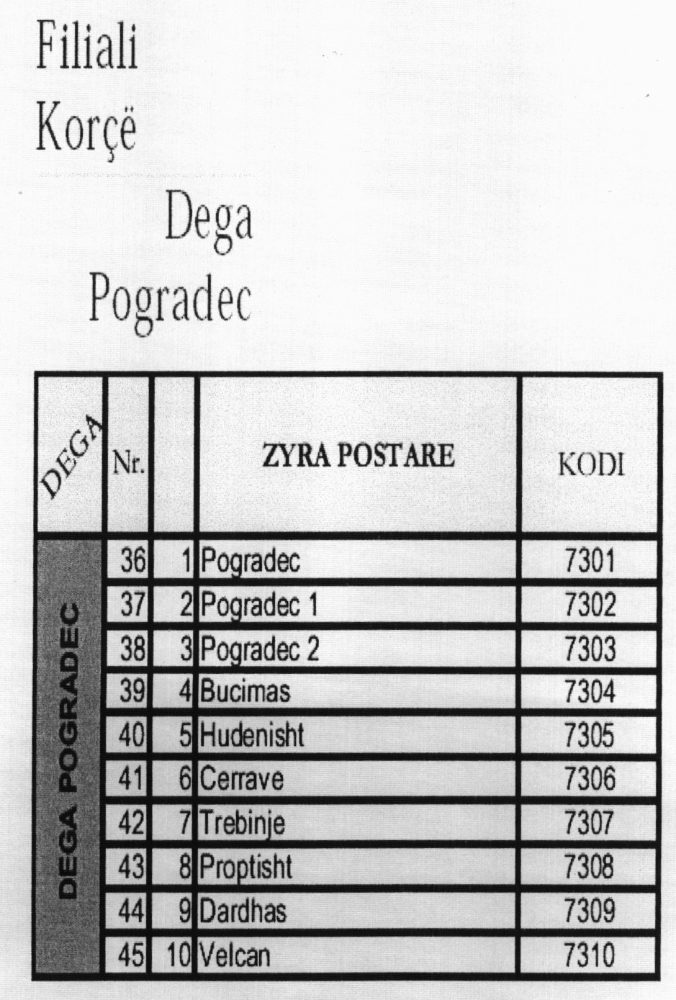 Filiali
Korçë
Dega
Pogradec
DEGA Nr. ZYRA POSTARE KODI
DEGA POGRADEC
36 1 Pogradec 7301
37 2 Pogradec 1 7302
38 3 Pogradec 2 7303
39 4 Bucimas 7304
40 5 Hudenisht 7305
41 6 Cerrave 7306
42 7 Trebinje 7307
43 8 Proptisht 7308
44 9 Dardhas 7309
45 10 Velcan 7310